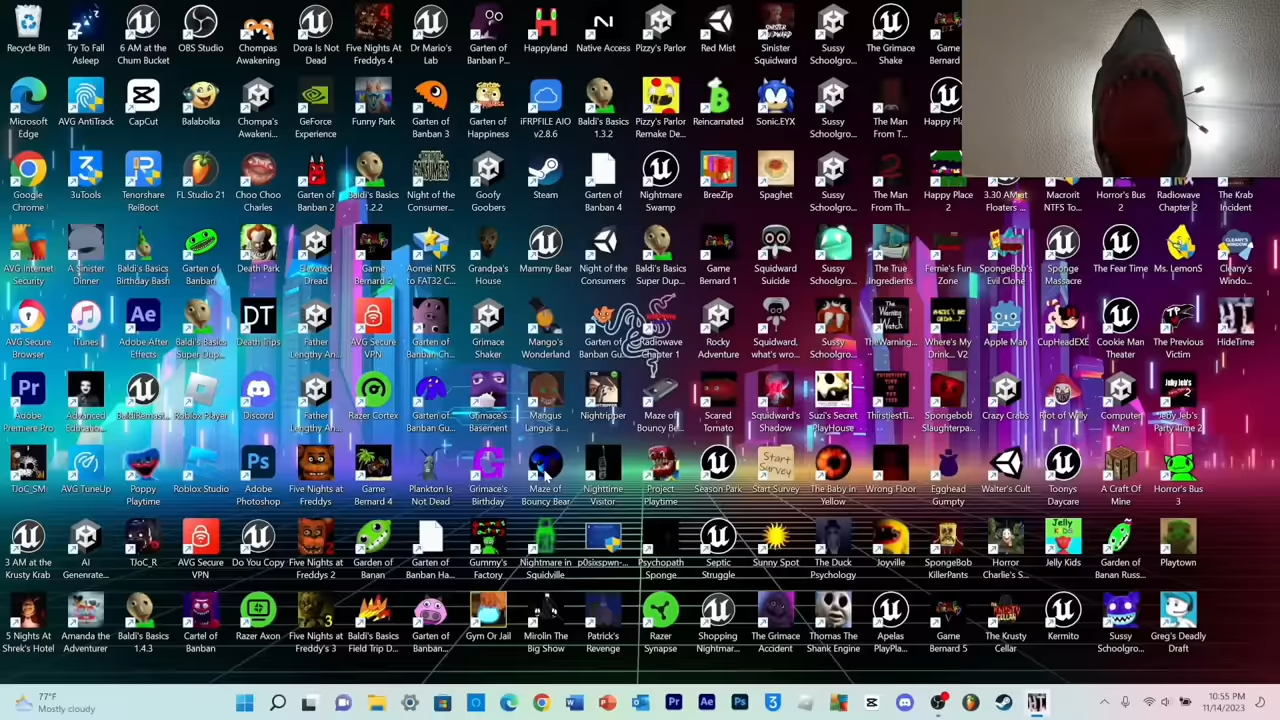 Recycle Bin
Try To Fall
Asleep
6 AM at the
Chum Bucket
OBS Studio
Chompas
Awakening
Dora Is Not
Dead
Five Nights At
Freddys 4
Dr Mario's
Lab
Garten of
Banban P...
Happyland
Native Access
Pizzy's Parlor
Red Mist
Sinister
Squidward
Sussy
Schoolgro...
The Grimace
Shake
Game
Bernard
Microsoft
Edge
AVG AntiTrack
CapCut
Balabolka
Chompa's
Awakeni...
GeForce
Experience
Funny Park
Garten of
Banban 3
Garten of
Happiness
iFRPFILE AIO
v2.8.6
Baldi's Basics
1.3.2
Pizzy's Parlor
Remake De...
Reincarnated
Sonic.EYX
Sussy
Schoolgro...
The Man
From T...
Happy Pla
Google
Chrome
3uTools
Tenorshare
ReiBoot
FL Studio 21
Choo Choo
Charles
Garten of
Banban 2
Baldi's Basics
1.2.2
Night of the
Consumer...
Goofy
Goobers
Steam
Garten of
Banban 4
Nightmare
Swamp
BreeZip
Spaghet
Sussy
Schoolgro...
The Man
From Th...
Happy Place
2
3.30 AM at
Floaters ...
Macrorit
NTFS To...
Horror's Bus
2
Radiowave
Chapter 2
The Krab
Incident
AVG Internet
Security
A Sinister
Dinner
Baldi's Basics
Birthday Bash
Garten of
Banban
Death Park
Elevated
Dread
Game
Bernard 2
Aomei NTFS
to FAT32 C...
Grandpa's
House
Mammy Bear
Night of the
Consumers
Baldi's Basics
Super Dup...
Game
Bernard 1
Squidward
Suicide
Sussy
Schoolgro...
The True
Ingredients
Fernie's Fun
Zone
SpongeBob's
Evil Clone
Sponge
Massacre
The Fear Time
Ms. LemonS
Cleany's
Windo...
AVG Secure
Browser
iTunes
Adobe After
Effects
Baldi's Basics
Super Dup...
DT
Death Trips
Father
Lengthy An...
AVG Secure
VPN
Garten of
Banban Ch...
Grimace
Shaker
Mango's
Wonderland
Garten of
Banban Gu...
Radiowave
Chapter 1
Rocky
Adventure
Squidward,
what's wro...
Sussy
Schoolgro...
TheWarning...
Where's My
Drink... V2
Apple Man
CupHeadEXE
Cookie Man
Theater
The Previous
Victim
HideTime
Adobe
Premiere Pro
Advanced
Educatio...
BaldiRemast...
Roblox Player
Discord
Father
Lengthy An...
Razer Cortex
Garten of
Banban Gu...
Grimace's
Basement
Mangus
Langus a...
Nightripper
Maze of
Bouncy Be...
Scared
Tomato
Squidward's
Shadow
Suzi's Secret
PlayHouse
ThirstiestTi...
Spongebob
Slaughterpa...
Crazy Crabs
Riot of Willy
Computer
Man
Jelly Jeb's
Party Time 2
TJoC_SM
AVG TuneUp
Poppy
Playtime
Roblox Studio
Adobe
Photoshop
Five Nights at
Freddys
Game
Bernard 4
Plankton Is
Not Dead
Grimace's
Birthday
Maze of
Bouncy Bear
Nighttime
Visitor
Project
Playtime
Season Park
Start Survey
The Baby in
Yellow
Wrong Floor
Egghead
Gumpty
Walter's Cult
Toonys
Daycare
A Craft Of
Mine
Horror's Bus
3
3 AM at the
Krusty Krab
AI
Generate...
TJoC_R
AVG Secure
VPN
Do You Copy
Five Nights at
Freddys 2
Garden of
Banan
Garten of
Banban Ha...
Gummy's
Factory
Nightmare in
Squidville
p0sixspwn-...
Psychopath
Sponge
Septic
Struggle
Sunny Spot
The Duck
Psychology
Joyville
SpongeBob
KillerPants
Horror
Charlie's S...
Jelly Kids
Garden of
Banan Russ...
Playtown
5 Nights At
Shrek's Hotel
Amanda the
Adventurer
Baldi's Basics
1.4.3
Cartel of
Banban
Razer Axon
Five Nights at
Freddy's 3
Baldi's Basics
Field Trip D...
Garten of
Banban...
Gym Or Jail
Mirolin The
Big Show
Patrick's
Revenge
Razer
Synapse
Shopping
Nightmar...
The Grimace
Accident
Thomas The
Shank Engine
Apelas
PlayPla...
Game
Bernard 5
The Krusty
Cellar
Kermito
Sussy
Schoolgro...
Greg's Deadly
Draft
77°F
Mostly cloudy
10:55 PM
11/14/2023